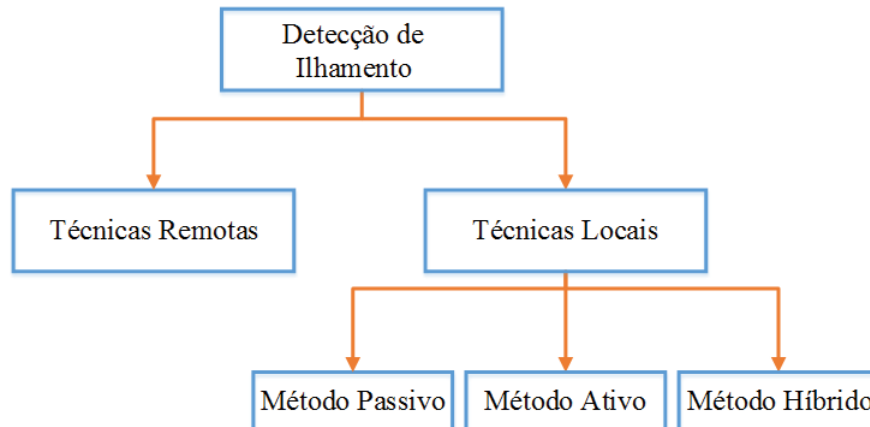 Detecção de
Ilhamento
Técnicas Remotas
Técnicas Locais
Método Passivo
Método Ativo
Método Híbrido